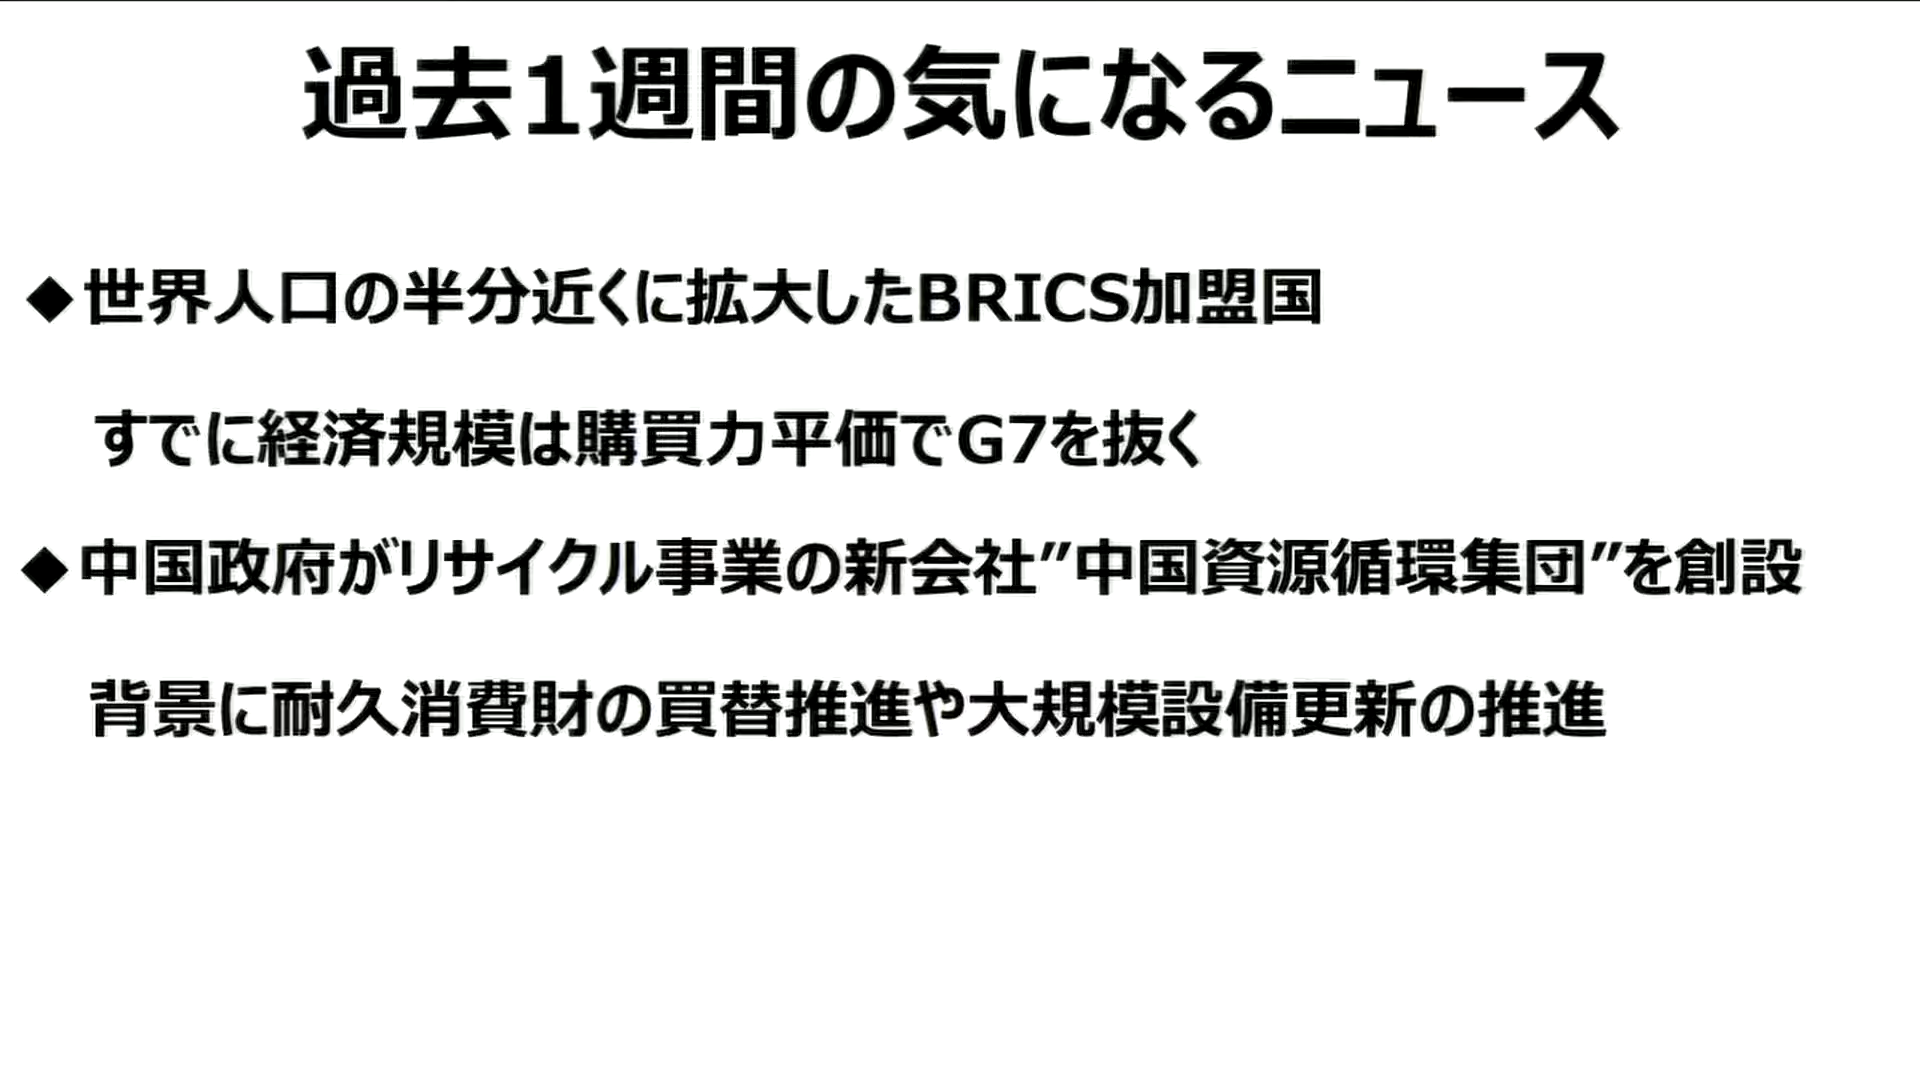 過去1週間の気になるニュース
◆世界人口の半分近くに拡大したBRICS加盟国
すでに経済規模は購買力平価でG7を抜く
◆中国政府がリサイクル事業の新会社”中国資源循環集団”を創設
背景に耐久消費財の買替推進や大規模設備更新の推進